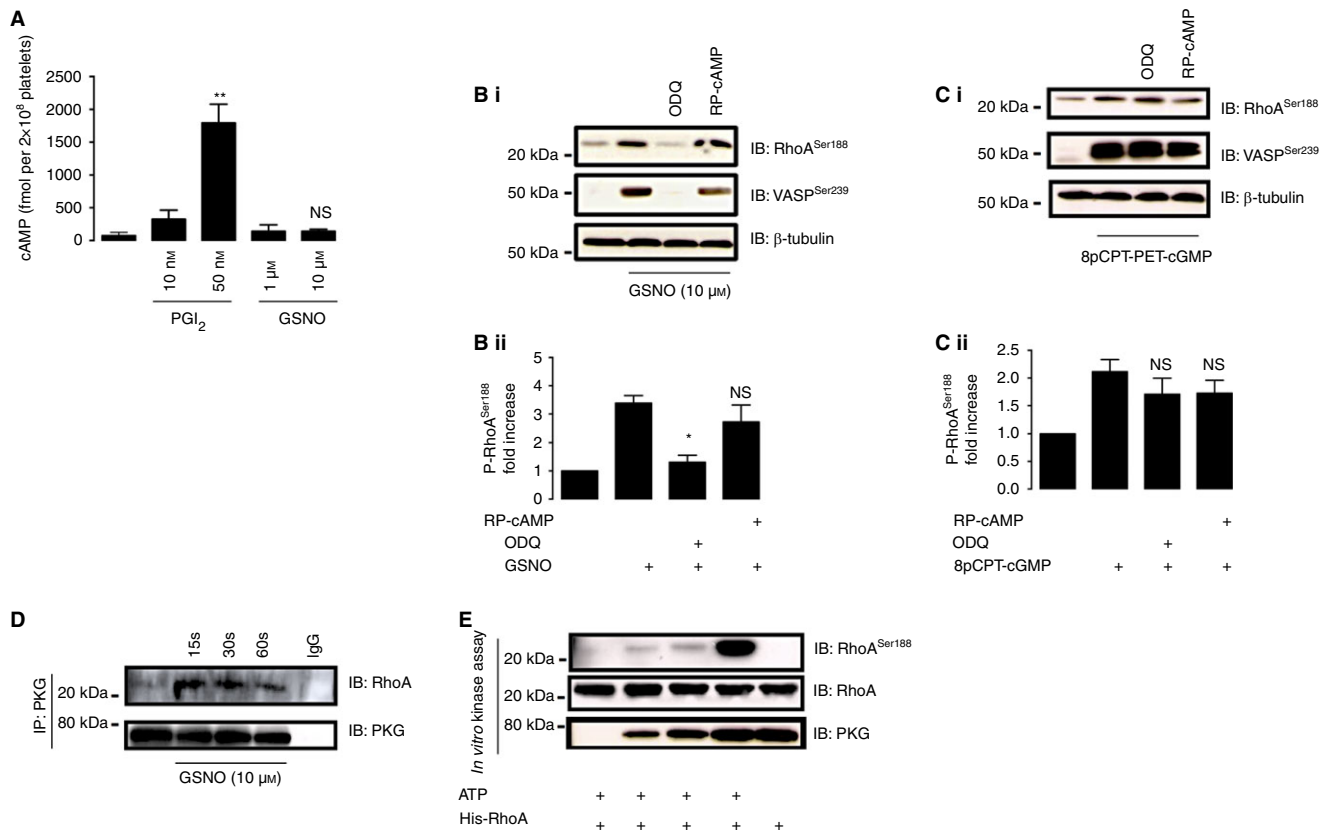 A
cAMP (fmol per 2×10⁸ platelets)
2500
2000
1500
1000
500
0
**
NS
10 nM
50 nM
1 μM
10 μM
PGI₂
GSNO
B i
ODQ
RP-cAMP
20 kDa
IB: RhoA^Ser188
50 kDa
IB: VASP^Ser239
50 kDa
IB: β-tubulin
GSNO (10 μM)
C i
ODQ
RP-cAMP
20 kDa
IB: RhoA^Ser188
50 kDa
IB: VASP^Ser239
50 kDa
IB: β-tubulin
8pCPT-PET-cGMP
B ii
P-RhoA^Ser188
fold increase
5
4
3
2
1
0
*
NS
RP-cAMP +
ODQ +
GSNO + + +
C ii
P-RhoA^Ser188
fold increase
2.5
2.0
1.5
1.0
0.5
0.0
NS NS
RP-cAMP +
ODQ +
8pCPT-cGMP + + +
D
IP: PKG
15s
30s
60s
IgG
20 kDa
IB: RhoA
80 kDa
IB: PKG
GSNO (10 μM)
E
In vitro kinase assay
20 kDa
IB: RhoA^Ser188
20 kDa
IB: RhoA
80 kDa
IB: PKG
ATP + + + +
His-RhoA + + + + +